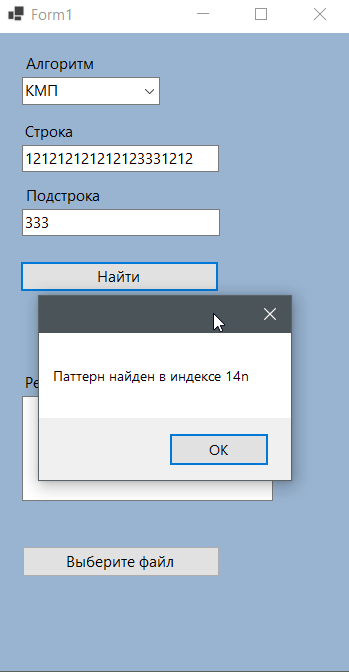 Form1
Алгоритм
КМП
Строка
121212121212123331212
Подстрока
333
Найти
Паттерн найден в индексе 14n
Ре
OK
Выберите файл